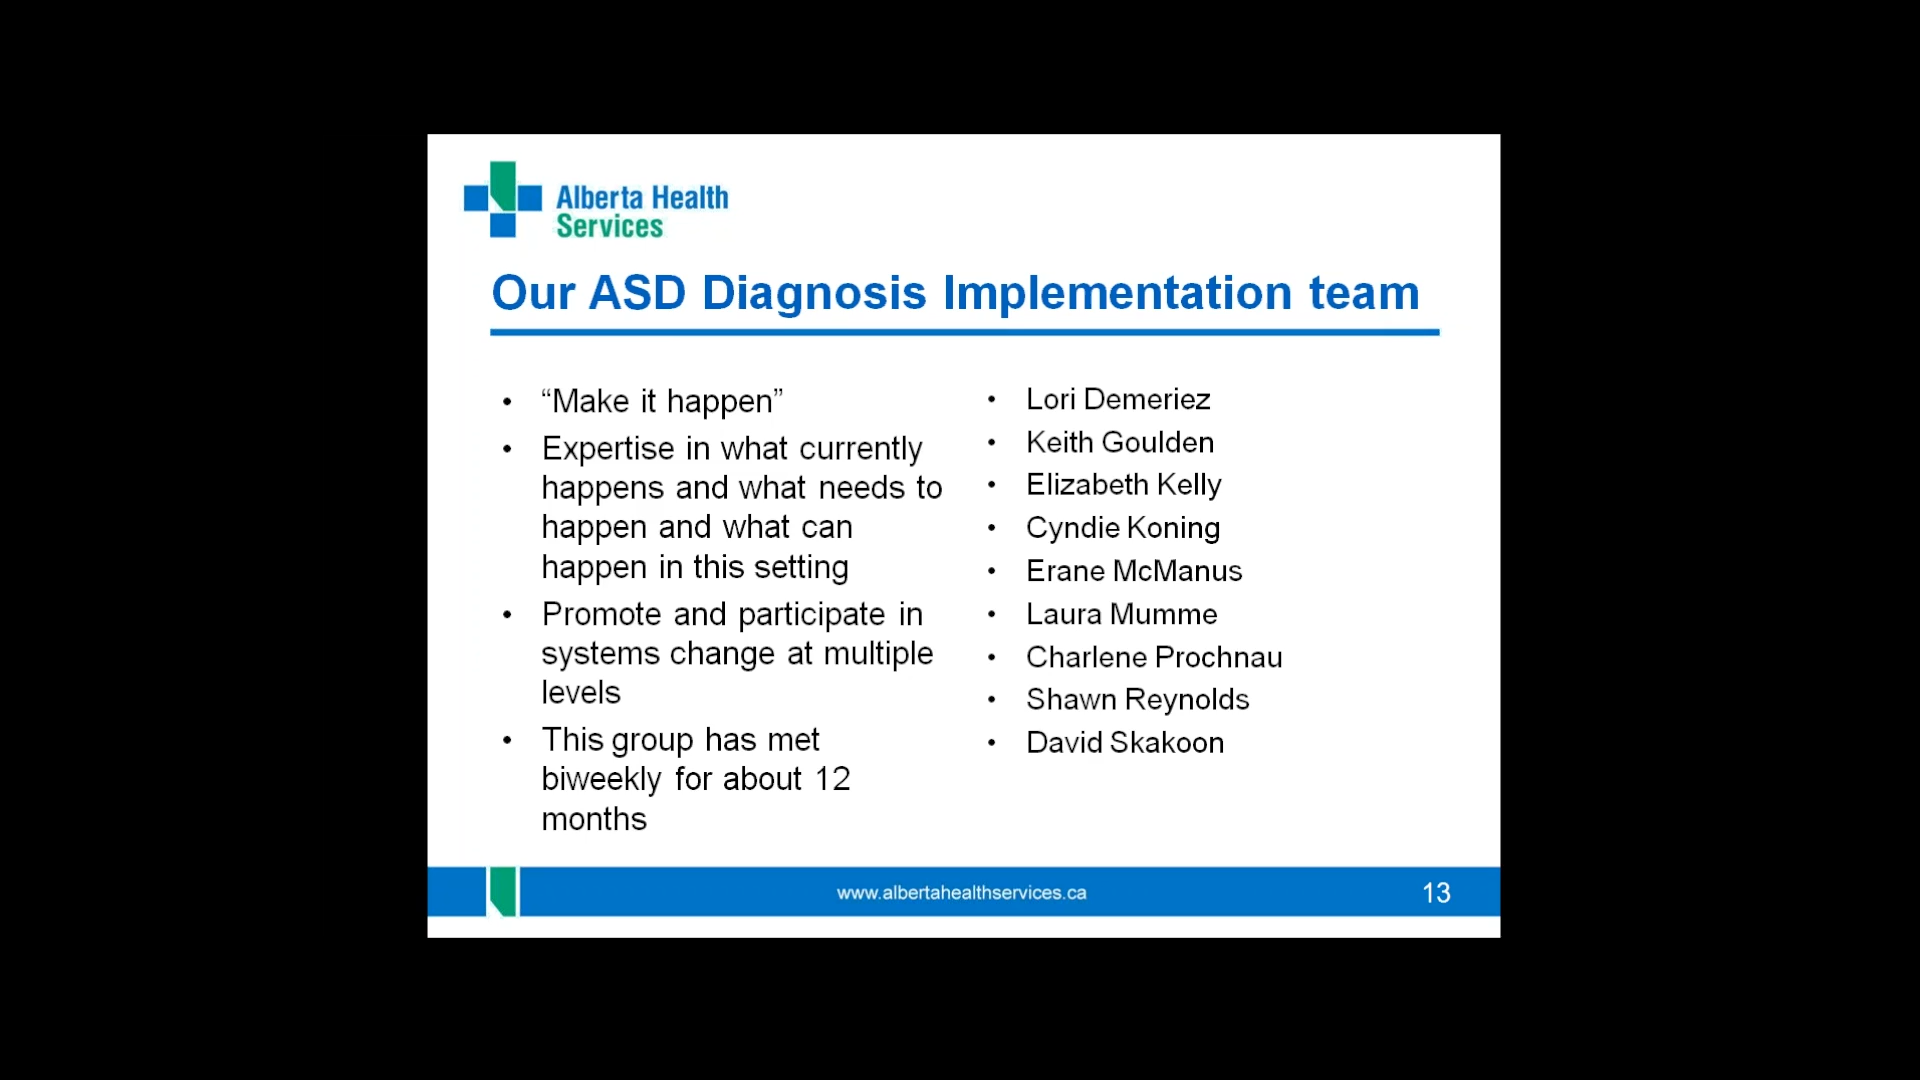 Alberta Health
Services
Our ASD Diagnosis Implementation team
• “Make it happen”
• Expertise in what currently
happens and what needs to
happen and what can
happen in this setting
• Promote and participate in
systems change at multiple
levels
• This group has met
biweekly for about 12
months
• Lori Demeriez
• Keith Goulden
• Elizabeth Kelly
• Cyndie Koning
• Erane McManus
• Laura Mumme
• Charlene Prochnau
• Shawn Reynolds
• David Skakoon
www.albertahealthservices.ca
13